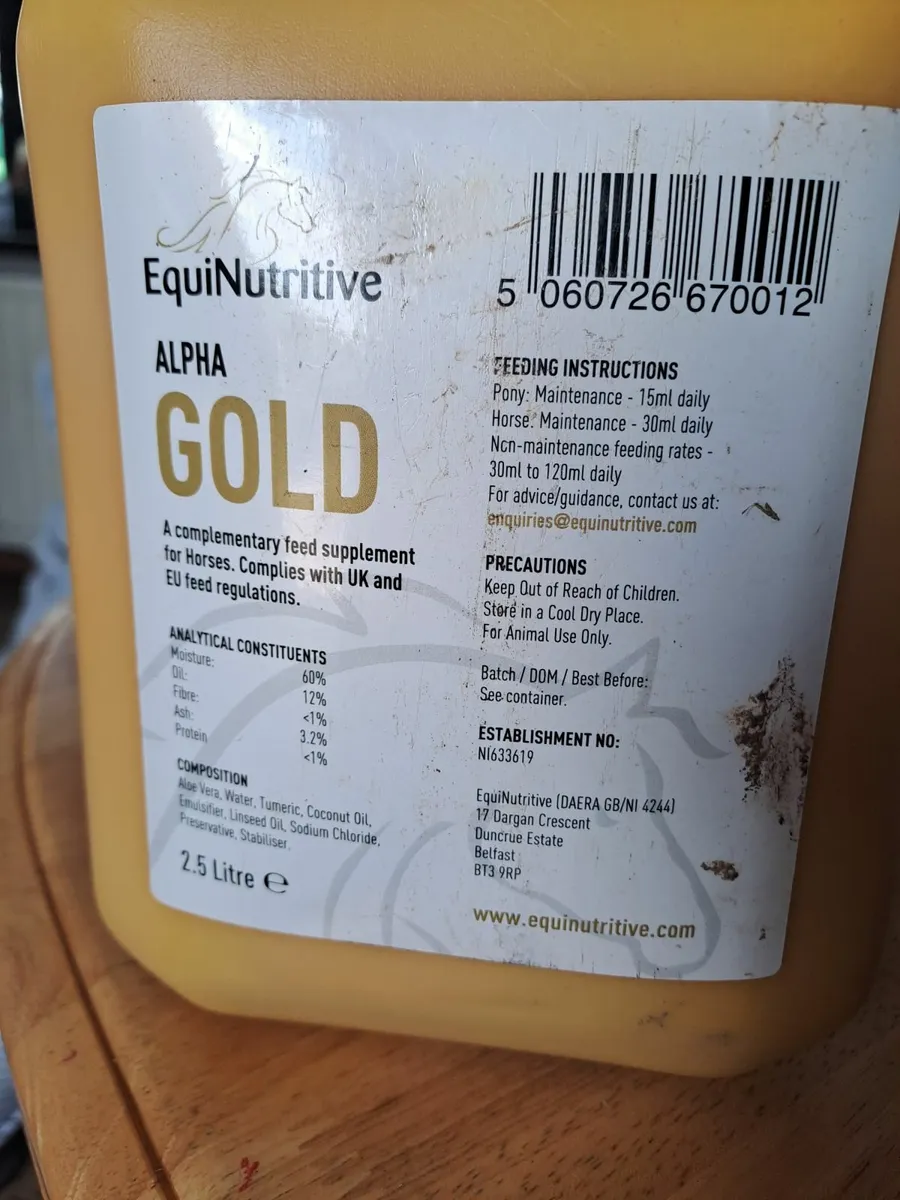 EquiNutritive
ALPHA
GOLD
A complementary feed supplement
for Horses. Complies with UK and
EU feed regulations.
ANALYTICAL CONSTITUENTS
Moisture: 60%
Oil: 12%
Fibre: <1%
Ash: 3.2%
Protein <1%
COMPOSITION
Aloe Vera, Water, Tumeric, Coconut Oil,
Emulsifier, Linseed Oil, Sodium Chloride,
Preservative, Stabiliser.
2.5 Litre ℮
5 060726 670012
FEEDING INSTRUCTIONS
Pony: Maintenance - 15ml daily
Horse: Maintenance - 30ml daily
Non-maintenance feeding rates -
30ml to 120ml daily
For advice/guidance, contact us at:
enquiries@equinutritive.com
PRECAUTIONS
Keep Out of Reach of Children.
Store in a Cool Dry Place.
For Animal Use Only.
Batch / DOM / Best Before:
See container.
ESTABLISHMENT NO:
NI633619
EquiNutritive (DAERA GB/NI 4244)
17 Dargan Crescent
Duncrue Estate
Belfast
BT3 9RP
www.equinutritive.com